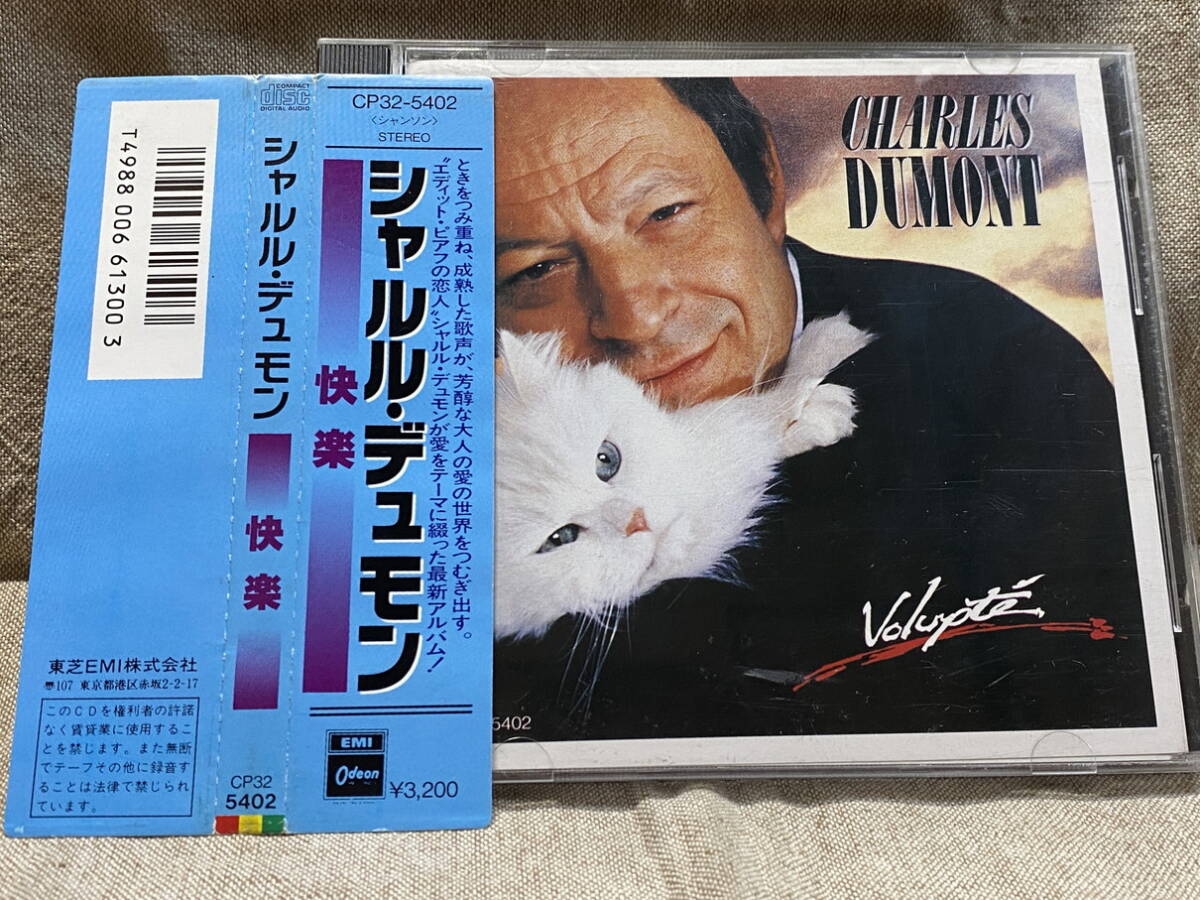 T4988 006 61300 3
東芝EMI株式会社
〠107 東京都港区赤坂2-2-17
このCDを権利者の許諾
なく賃貸業に使用するこ
とを禁じます。また無断
でテープその他に録音す
ることは法律で禁じられ
ています。
COMPACT
disc
DIGITAL AUDIO
シャルル・デュモン
快楽
CP32
5402
CP32-5402
〈シャンソン〉
STEREO
ときをつみ重ね、成熟した歌声が、芳醇な大人の愛の世界をつむぎ出す。
〝エディット・ピアフの恋人〟シャルル・デュモンが愛をテーマに綴った最新アルバム！
シャルル・デュモン
快楽
EMI
Odeon
¥3,200
CHARLES
DUMONT
Volupté
5402